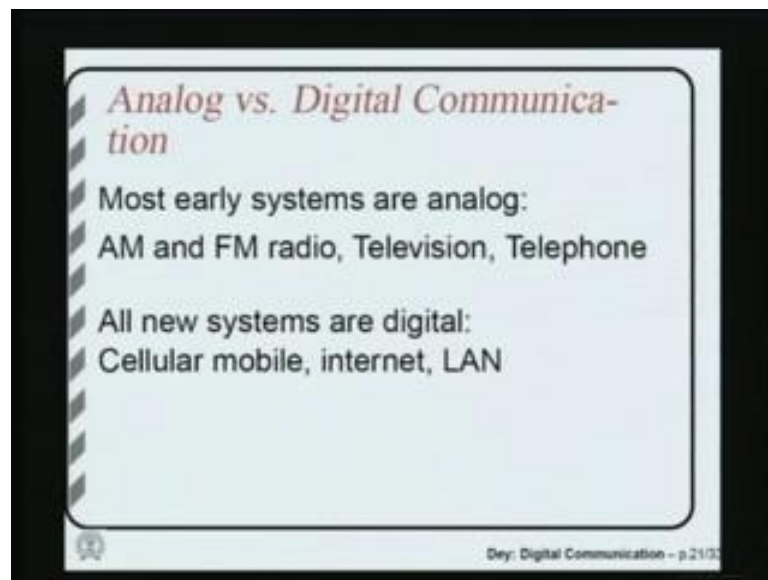 Analog vs. Digital Communica-
tion
Most early systems are analog:
AM and FM radio, Television, Telephone
All new systems are digital:
Cellular mobile, internet, LAN
Dey: Digital Communication – p.21/32